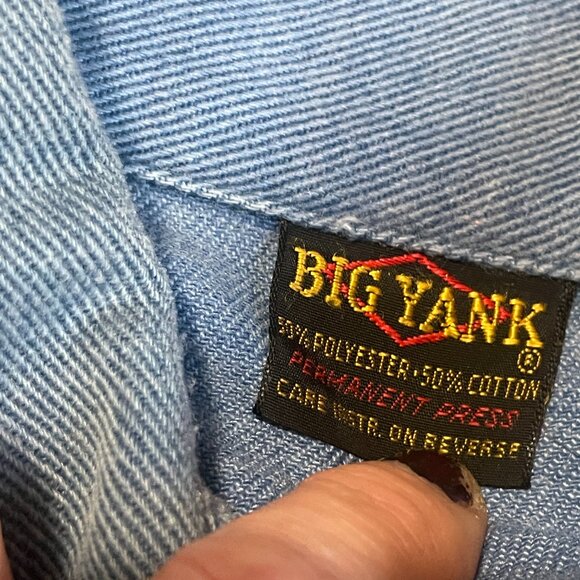 BIG YANK ®
50% POLYESTER • 50% COTTON
PERMANENT PRESS
CARE INSTR. ON REVERSE